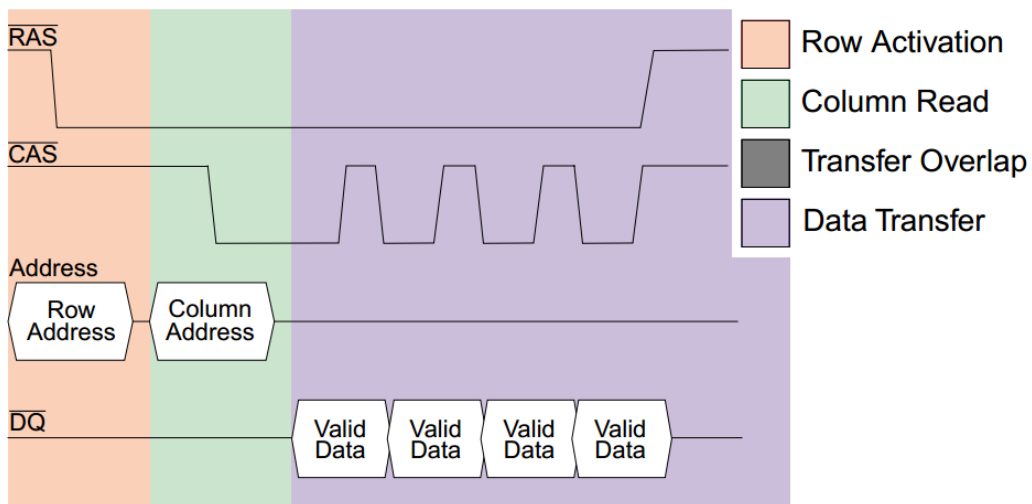 RAS
Row Activation
Column Read
CAS
Transfer Overlap
Data Transfer
Address
Row
Address
Column
Address
DQ
Valid
Data
Valid
Data
Valid
Data
Valid
Data